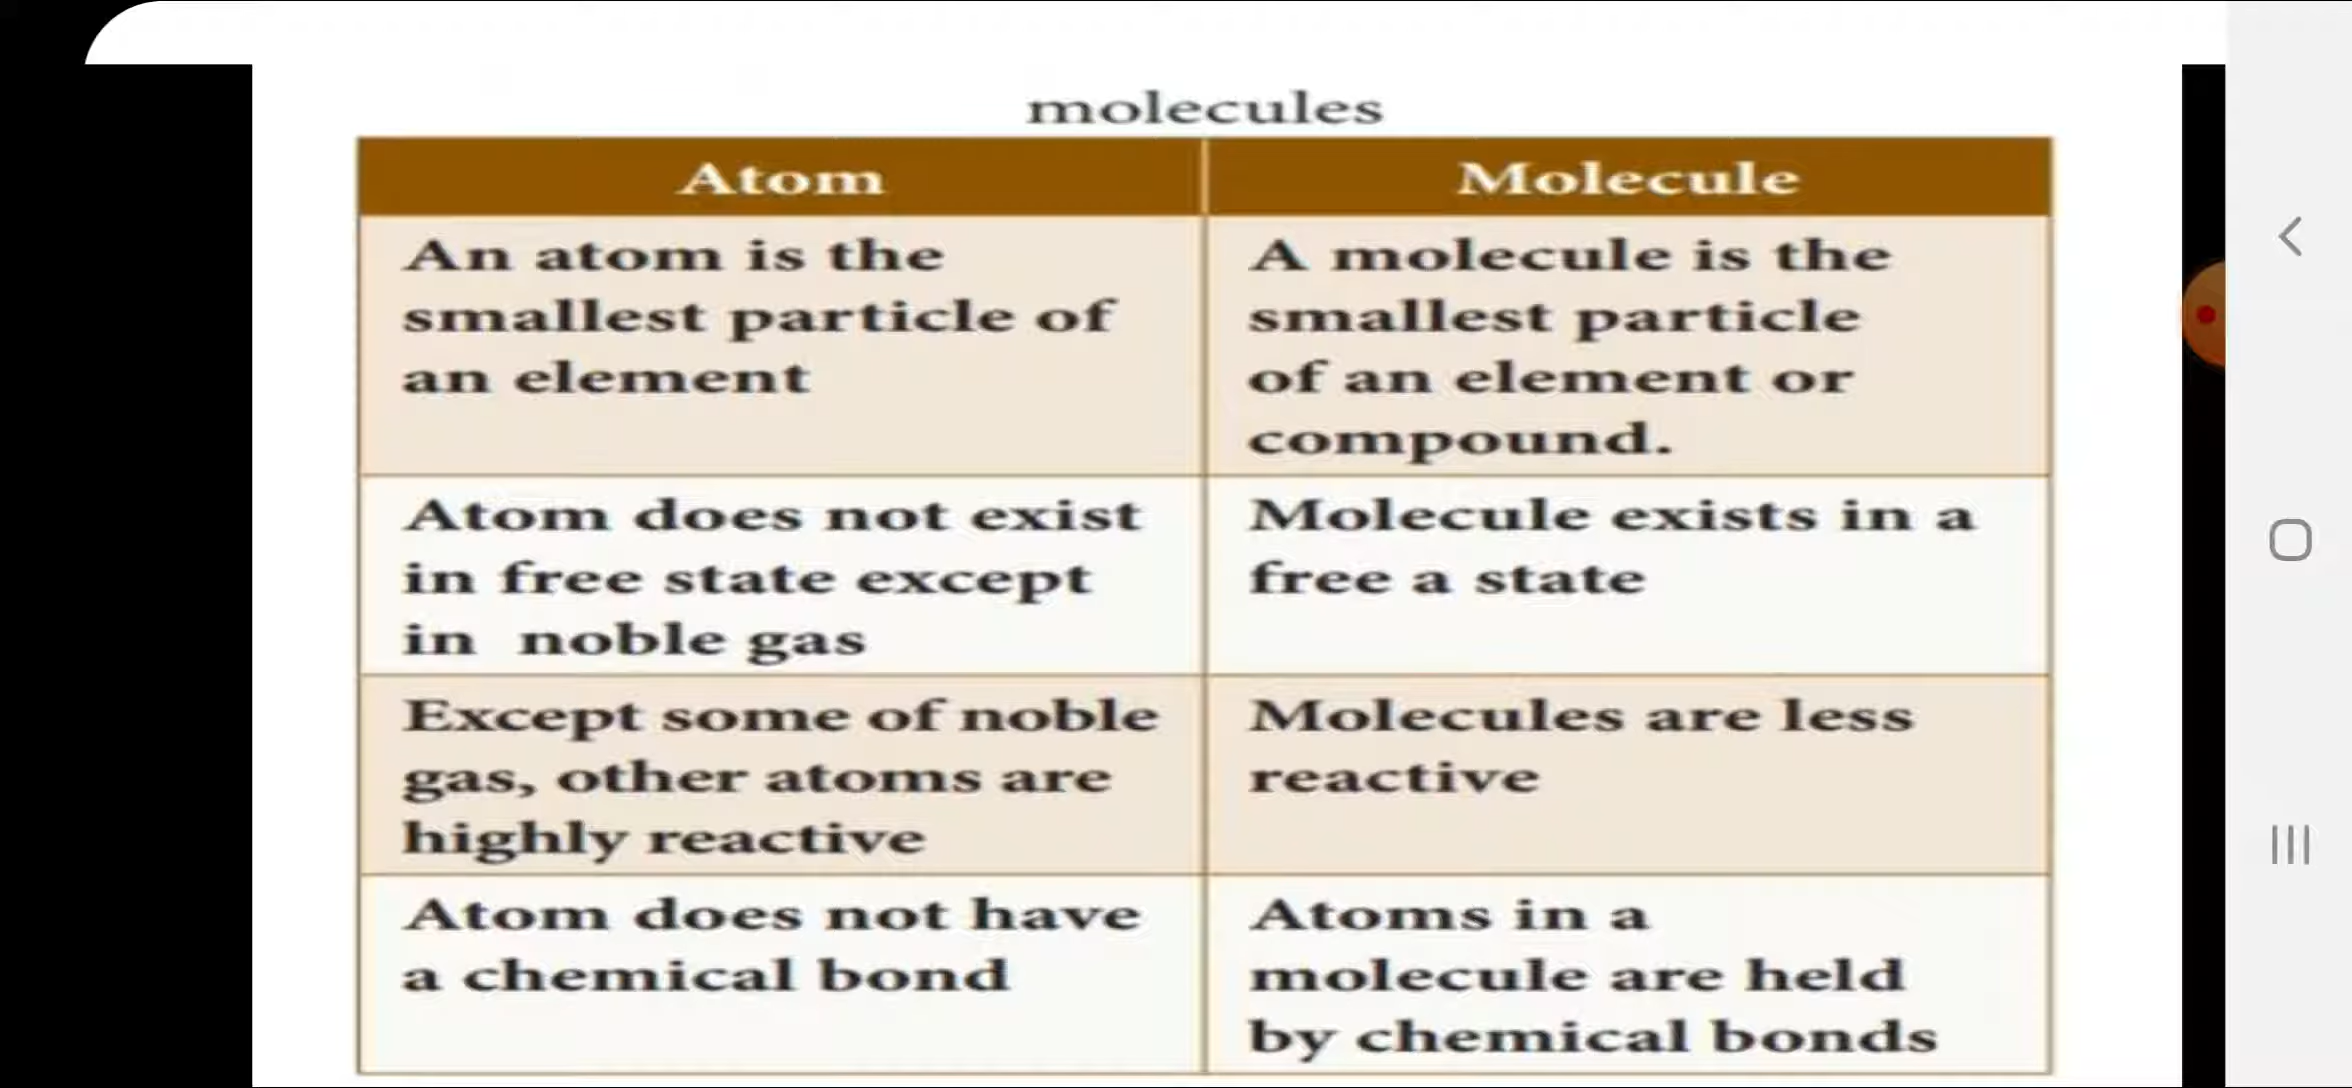 molecules
Atom
Molecule
An atom is the
smallest particle of
an element
A molecule is the
smallest particle
of an element or
compound.
Atom does not exist
in free state except
in noble gas
Molecule exists in a
free a state
Except some of noble
gas, other atoms are
highly reactive
Molecules are less
reactive
Atom does not have
a chemical bond
Atoms in a
molecule are held
by chemical bonds